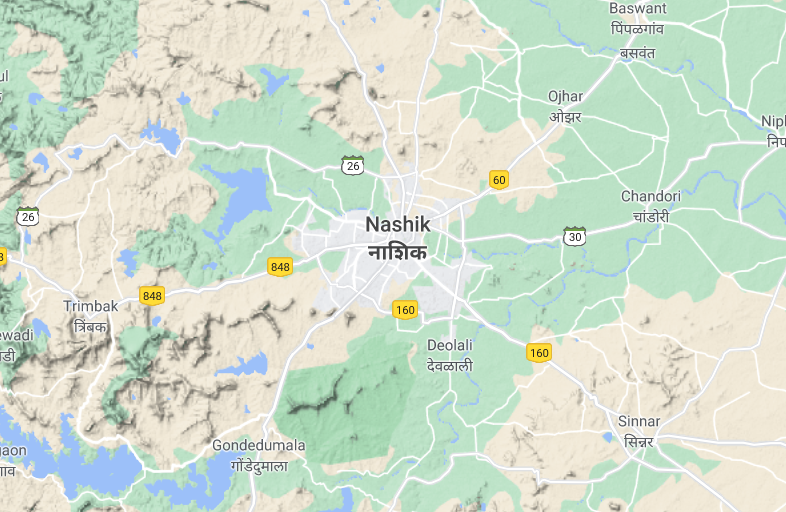 Baswant
पिंपळगांव
बसवंत
Ojhar
ओझर
26
60
Chandori
चांडोरी
26
Nashik
नाशिक
30
848
848
Trimbak
त्रिंबक
160
Deolali
देवळाली
160
Sinnar
सिन्नर
Gondedumala
गोंडेदुमाला